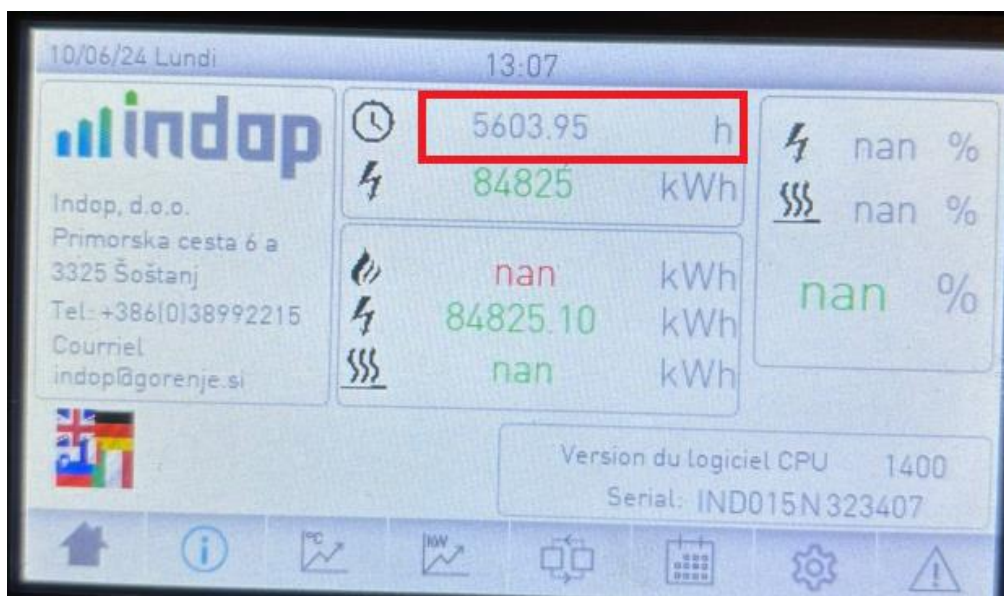 10/06/24 Lundi
13:07
indop
Indop, d.o.o.
Primorska cesta 6 a
3325 Šoštanj
Tel.: +386(0)38992215
Courriel
indop@gorenje.si
5603.95 h
84825 kWh
nan kWh
84825.10 kWh
nan kWh
nan %
nan %
nan %
Version du logiciel CPU 1400
Serial: IND015N323407
°C
kW